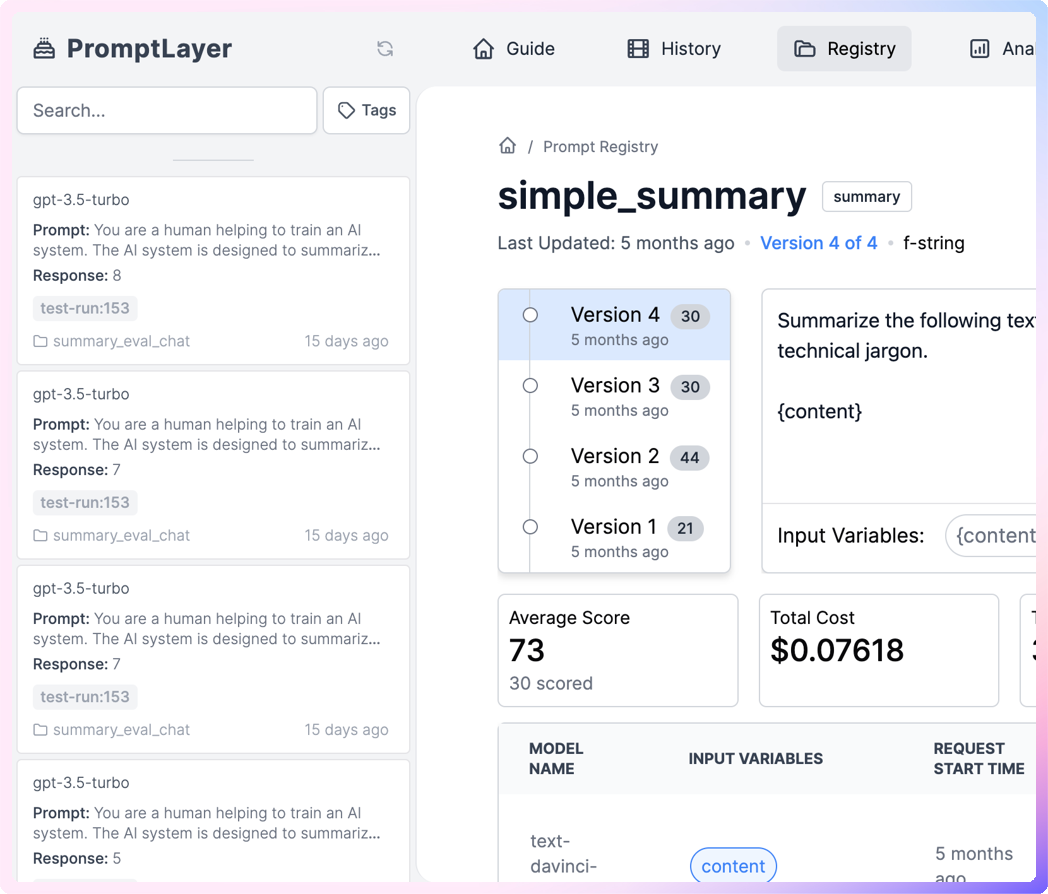 PromptLayer
Guide
History
Registry
Ana
Search...
Tags
gpt-3.5-turbo
Prompt: You are a human helping to train an AI
system. The AI system is designed to summariz...
Response: 8
test-run:153
summary_eval_chat 15 days ago
gpt-3.5-turbo
Prompt: You are a human helping to train an AI
system. The AI system is designed to summariz...
Response: 7
test-run:153
summary_eval_chat 15 days ago
gpt-3.5-turbo
Prompt: You are a human helping to train an AI
system. The AI system is designed to summariz...
Response: 7
test-run:153
summary_eval_chat 15 days ago
gpt-3.5-turbo
Prompt: You are a human helping to train an AI
system. The AI system is designed to summariz...
Response: 5
/ Prompt Registry
simple_summary summary
Last Updated: 5 months ago • Version 4 of 4 • f-string
Version 4 30
5 months ago
Version 3 30
5 months ago
Version 2 44
5 months ago
Version 1 21
5 months ago
Summarize the following tex
technical jargon.
{content}
Input Variables: {content
Average Score
73
30 scored
Total Cost
$0.07618
MODEL
NAME
INPUT VARIABLES
REQUEST
START TIME
text-
davinci-
content
5 months
ago